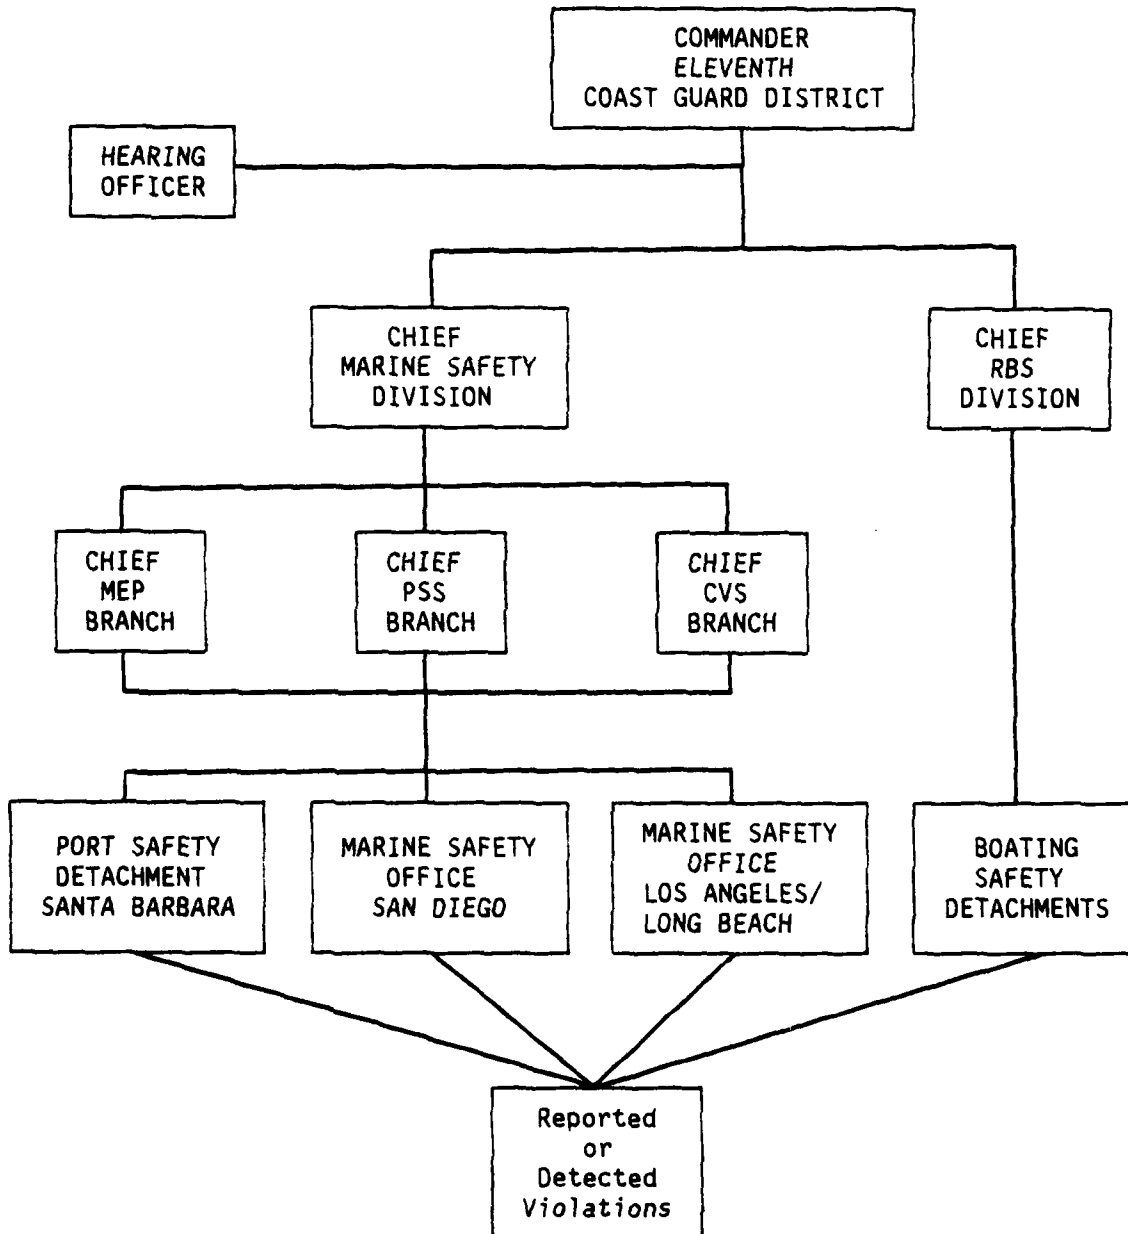 COMMANDER
ELEVENTH
COAST GUARD DISTRICT
HEARING
OFFICER
CHIEF
MARINE SAFETY
DIVISION
CHIEF
RBS
DIVISION
CHIEF
MEP
BRANCH
CHIEF
PSS
BRANCH
CHIEF
CVS
BRANCH
PORT SAFETY
DETACHMENT
SANTA BARBARA
MARINE SAFETY
OFFICE
SAN DIEGO
MARINE SAFETY
OFFICE
LOS ANGELES/
LONG BEACH
BOATING
SAFETY
DETACHMENTS
Reported
or
Detected
Violations